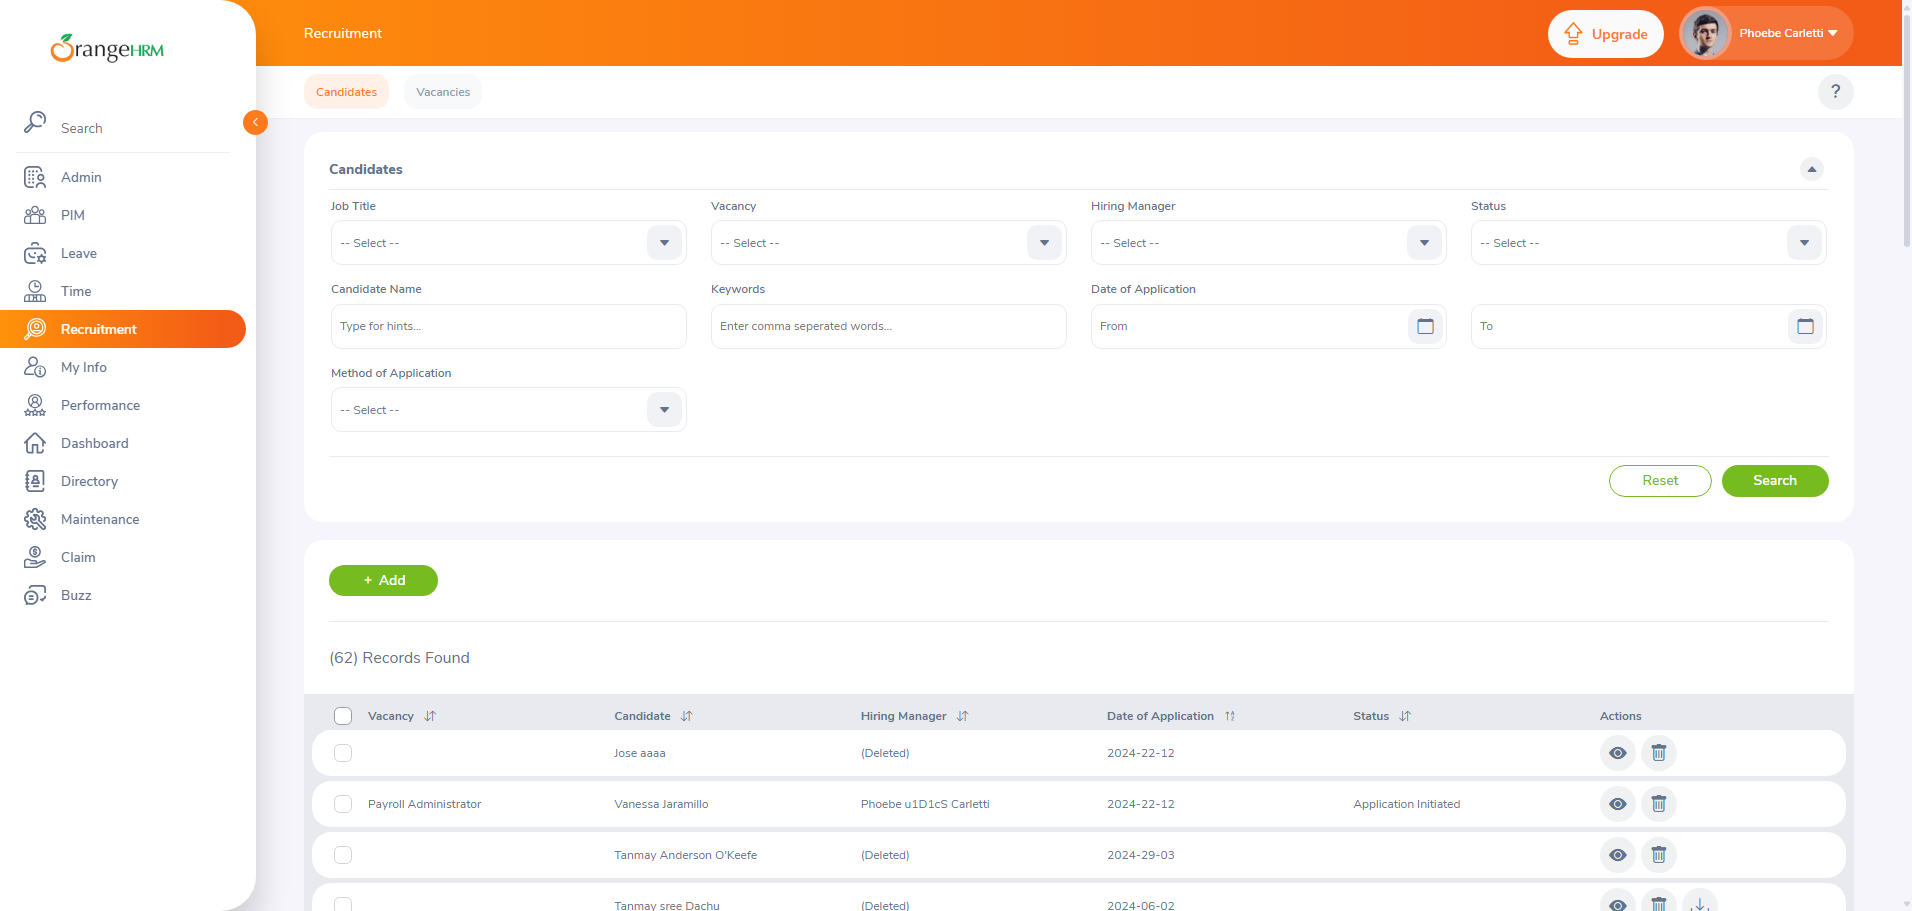 OrangeHRM
Recruitment
Upgrade
Phoebe Carletti
Candidates
Vacancies
?
Search
Admin
PIM
Leave
Time
Recruitment
My Info
Performance
Dashboard
Directory
Maintenance
Claim
Buzz
Candidates
Job Title
Vacancy
Hiring Manager
Status
-- Select --
-- Select --
-- Select --
-- Select --
Candidate Name
Keywords
Date of Application
Type for hints...
Enter comma seperated words...
From
To
Method of Application
-- Select --
Reset
Search
+ Add
(62) Records Found
Vacancy Candidate Hiring Manager Date of Application Status Actions
Jose aaaa (Deleted) 2024-22-12
Payroll Administrator Vanessa Jaramillo Phoebe u1D1cS Carletti 2024-22-12 Application Initiated
Tanmay Anderson O'Keefe (Deleted) 2024-29-03
Tanmay sree Dachu (Deleted) 2024-06-02